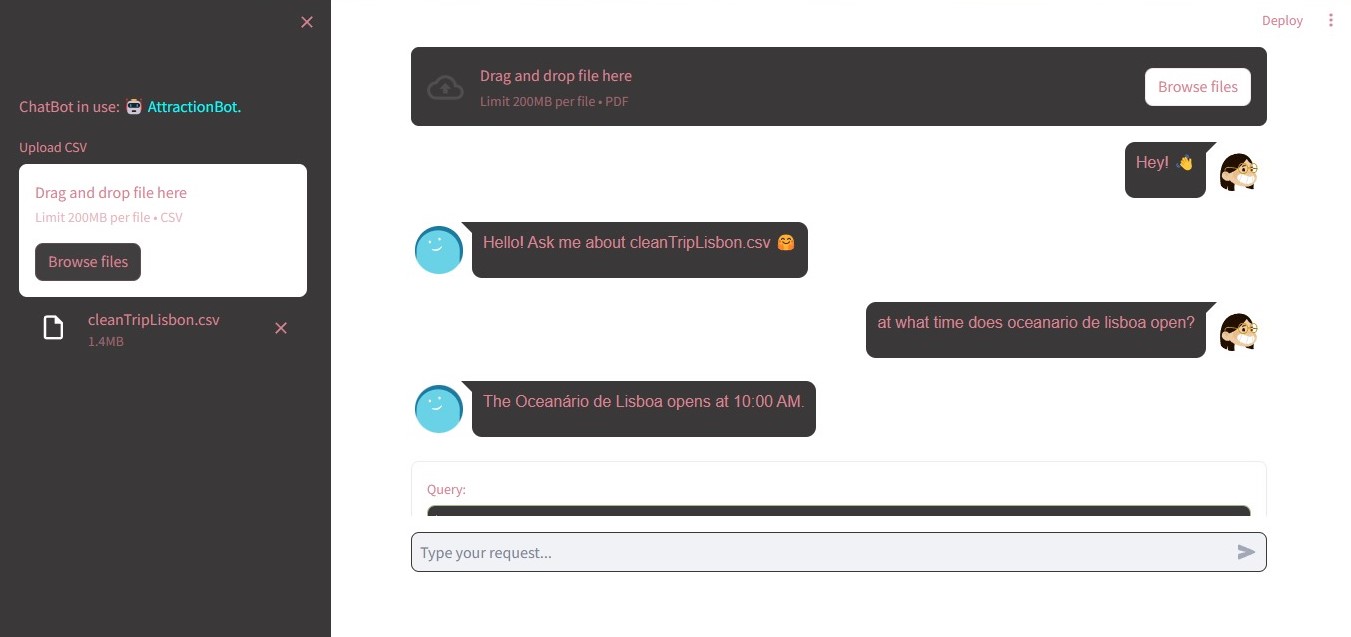 Deploy
ChatBot in use: 🤖 AttractionBot.
Upload CSV
Drag and drop file here
Limit 200MB per file • CSV
Browse files
cleanTripLisbon.csv
1.4MB
Drag and drop file here
Limit 200MB per file • PDF
Browse files
Hey! 👋
Hello! Ask me about cleanTripLisbon.csv 🤗
at what time does oceanario de lisboa open?
The Oceanário de Lisboa opens at 10:00 AM.
Query:
Type your request...